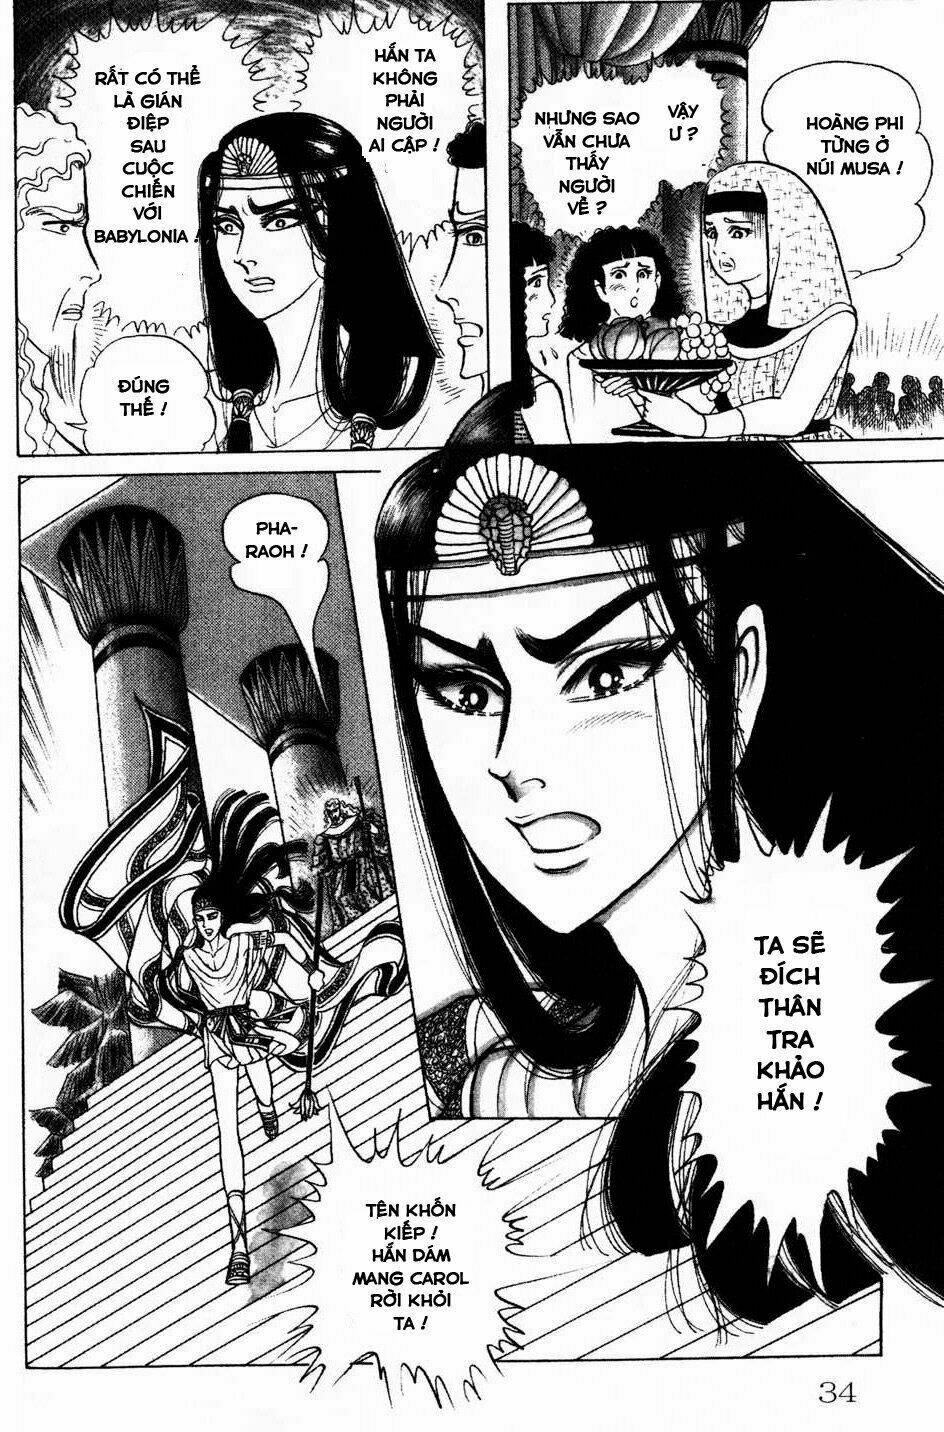 HOÀNG PHI
TỪNG Ở
NÚI MUSA !
VẬY
Ư ?
NHƯNG SAO
VẪN CHƯA
THẤY
NGƯỜI
VỀ ?
HẮN TA
KHÔNG
PHẢI
NGƯỜI
AI CẬP !
RẤT CÓ THỂ
LÀ GIÁN
ĐIỆP
SAU
CUỘC
CHIẾN
VỚI
BABYLONIA !
ĐÚNG
THẾ !
TA SẼ
ĐÍCH
THÂN
TRA
KHẢO
HẮN !
PHA-
RAOH !
TÊN KHỐN
KIẾP !
HẮN DÁM
MANG CAROL
RỜI KHỎI
TA !
34